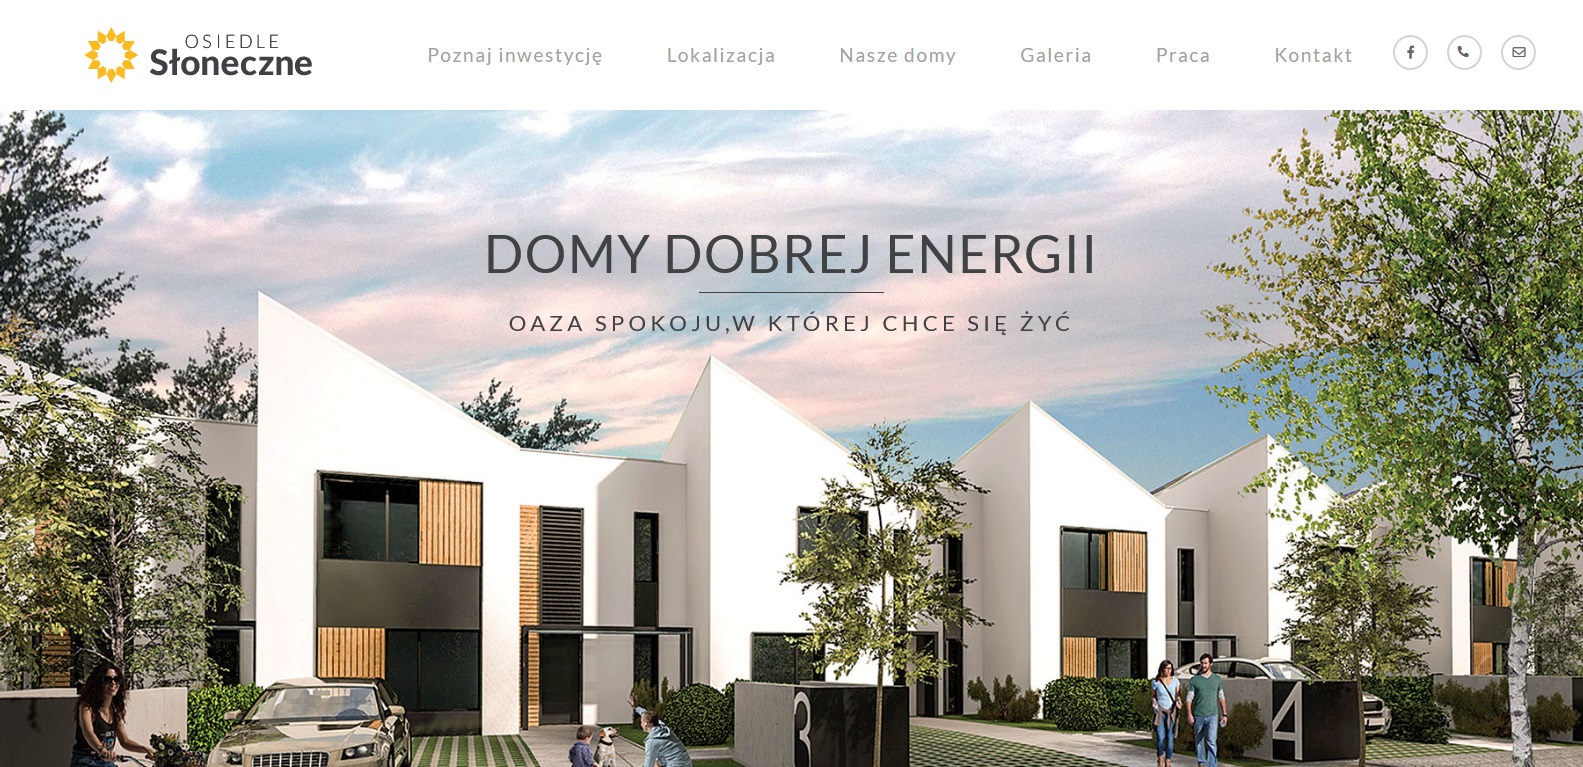 OSIEDLE
Słoneczne
Poznaj inwestycję Lokalizacja Nasze domy Galeria Praca Kontakt
DOMY DOBREJ ENERGII
OAZA SPOKOJU,W KTÓREJ CHCE SIĘ ŻYĆ
3
4